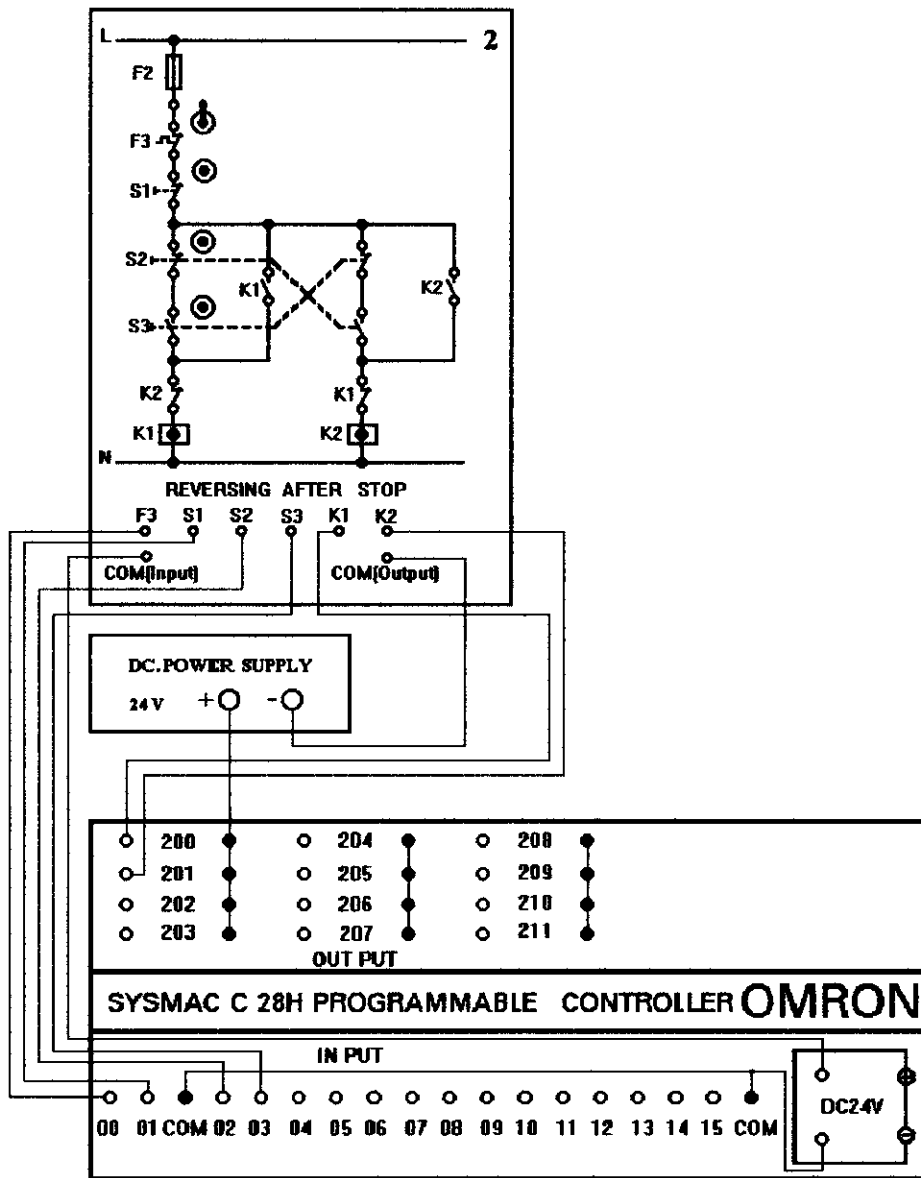 L 2
F2
F3
S1
S2
K1 K2
S3
K2 K1
K1 K2
N
REVERSING AFTER STOP
F3 S1 S2 S3 K1 K2
COM(Input) COM(Output)
DC.POWER SUPPLY
24 V + -
200 204 208
201 205 209
202 206 210
203 207 211
OUT PUT
SYSMAC C 28H PROGRAMMABLE CONTROLLER OMRON
IN PUT
DC24V
00 01 COM 02 03 04 05 06 07 08 09 10 11 12 13 14 15 COM